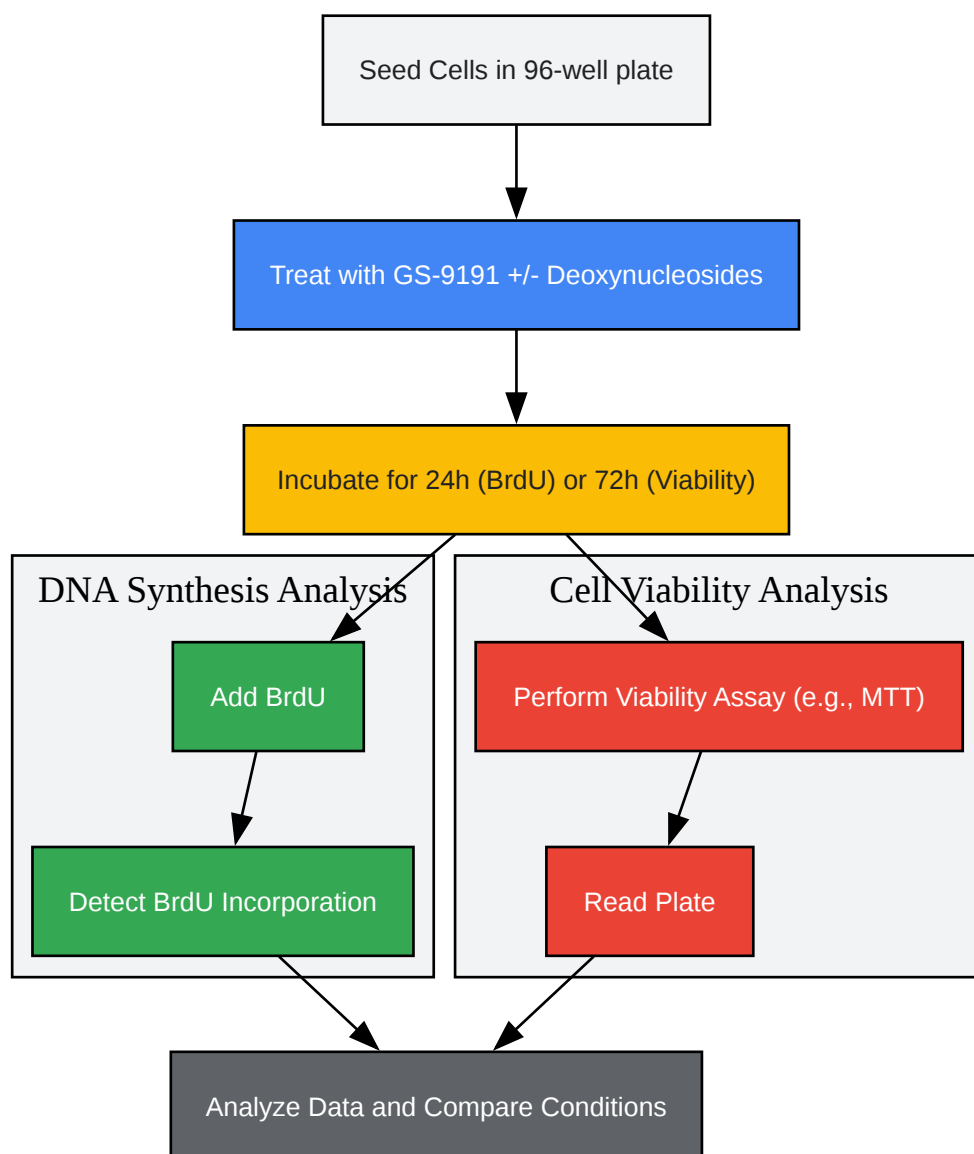 Seed Cells in 96-well plate
Treat with GS-9191 +/- Deoxynucleosides
Incubate for 24h (BrdU) or 72h (Viability)
DNA Synthesis Analysis
Add BrdU
Detect BrdU Incorporation
Cell Viability Analysis
Perform Viability Assay (e.g., MTT)
Read Plate
Analyze Data and Compare Conditions